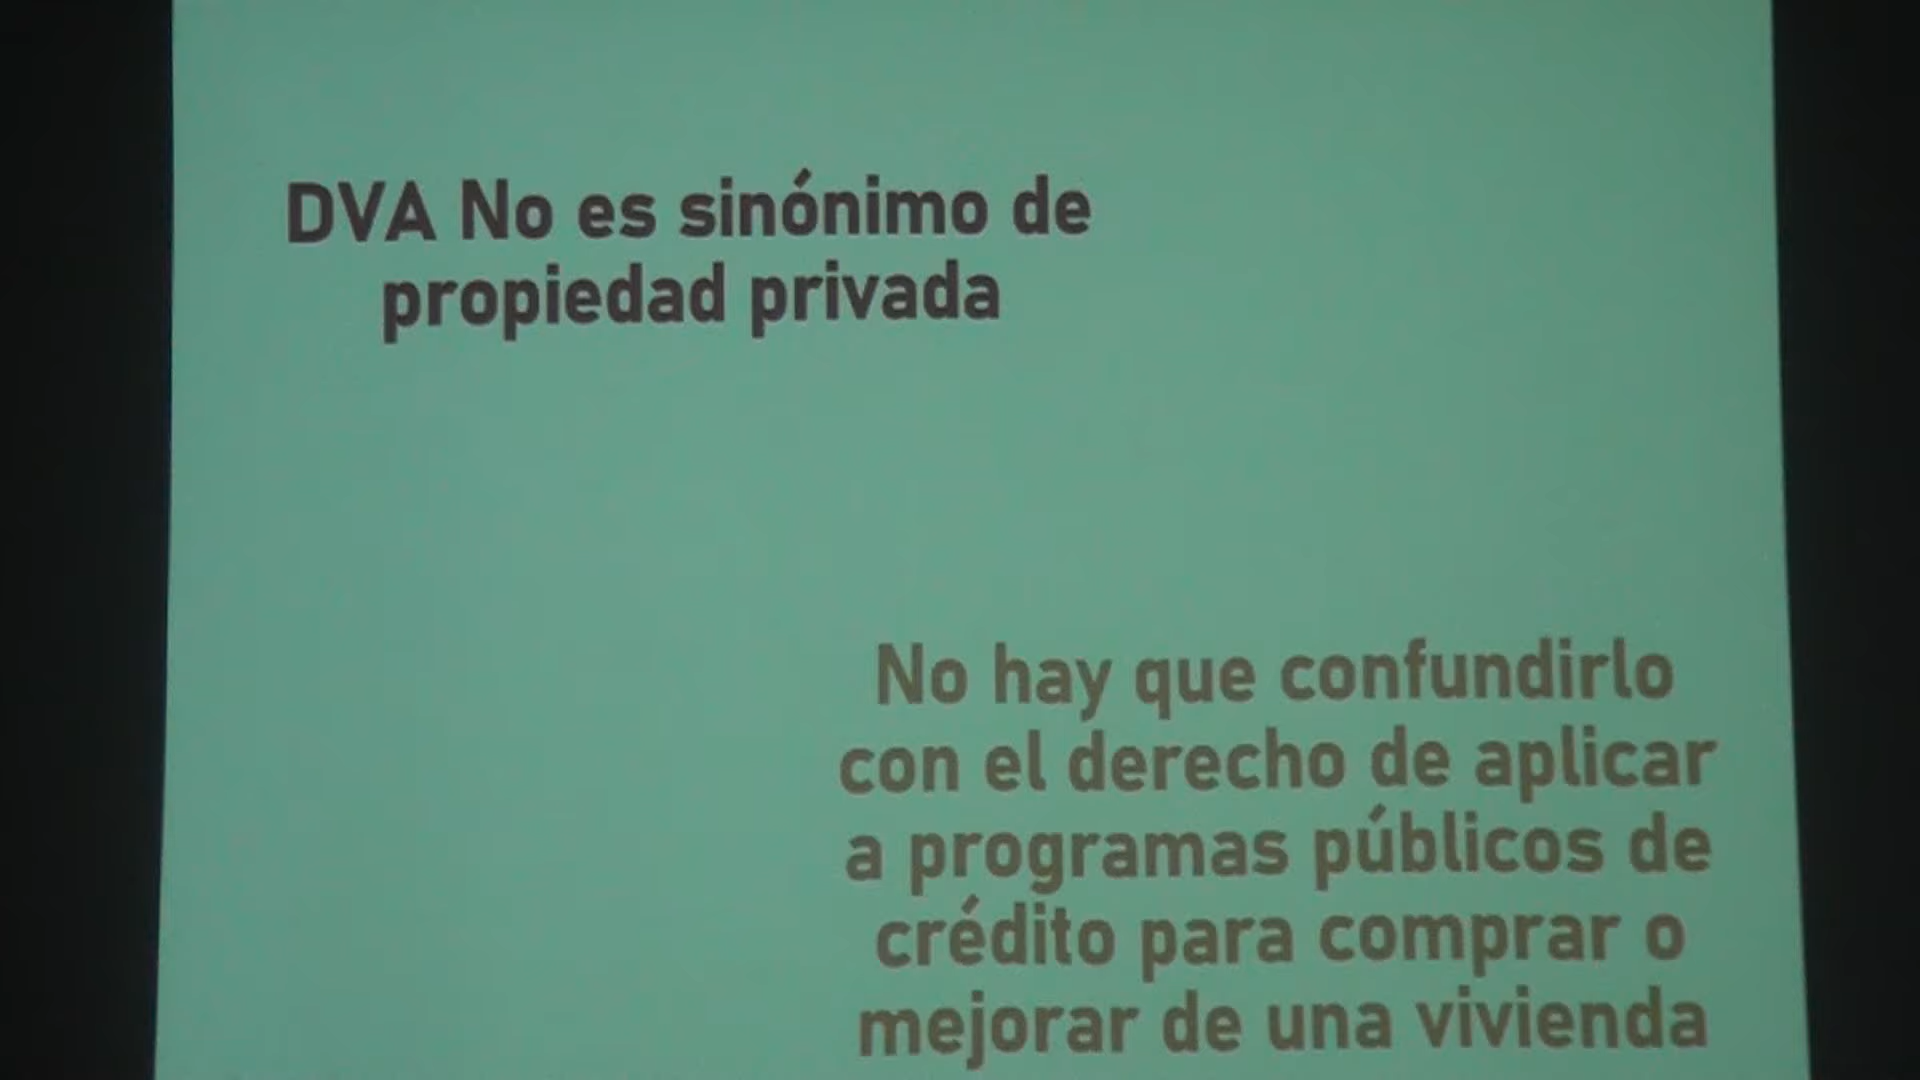 DVA No es sinónimo de
propiedad privada
No hay que confundirlo
con el derecho de aplicar
a programas públicos de
crédito para comprar o
mejorar de una vivienda